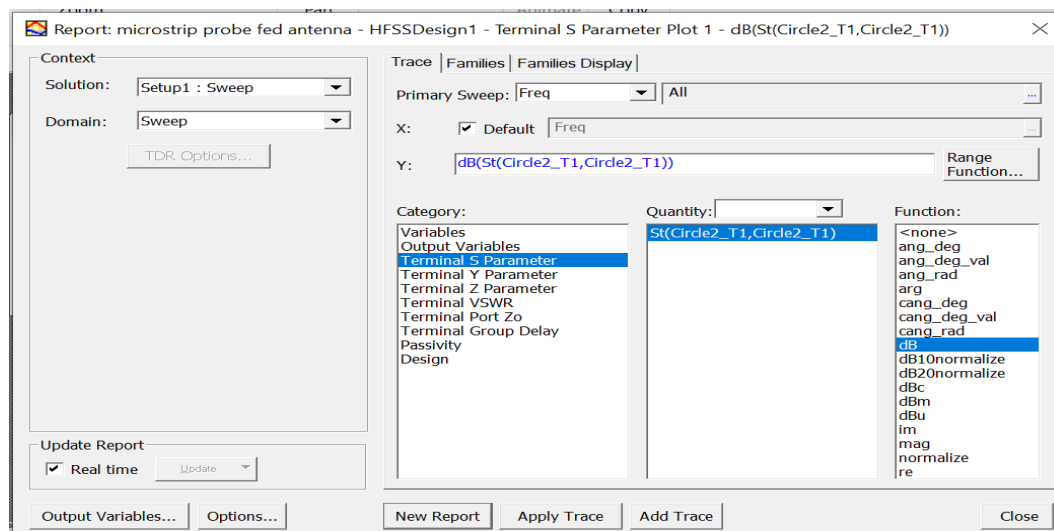 Report: microstrip probe fed antenna - HFSSDesign1 - Terminal S Parameter Plot 1 - dB(St(Circle2_T1,Circle2_T1))
Context
Solution: Setup1 : Sweep
Domain: Sweep
TDR Options...
Update Report
Real time Update
Output Variables... Options...
Trace Families Families Display
Primary Sweep: Freq All ...
X: Default Freq ...
Y: dB(St(Circle2_T1,Circle2_T1)) Range
Function...
Category:
Variables
Output Variables
Terminal S Parameter
Terminal Y Parameter
Terminal Z Parameter
Terminal VSWR
Terminal Port Zo
Terminal Group Delay
Passivity
Design
Quantity:
St(Circle2_T1,Circle2_T1)
Function:
<none>
ang_deg
ang_deg_val
ang_rad
arg
cang_deg
cang_deg_val
cang_rad
dB
dB10normalize
dB20normalize
dBc
dBm
dBu
im
mag
normalize
re
New Report Apply Trace Add Trace Close